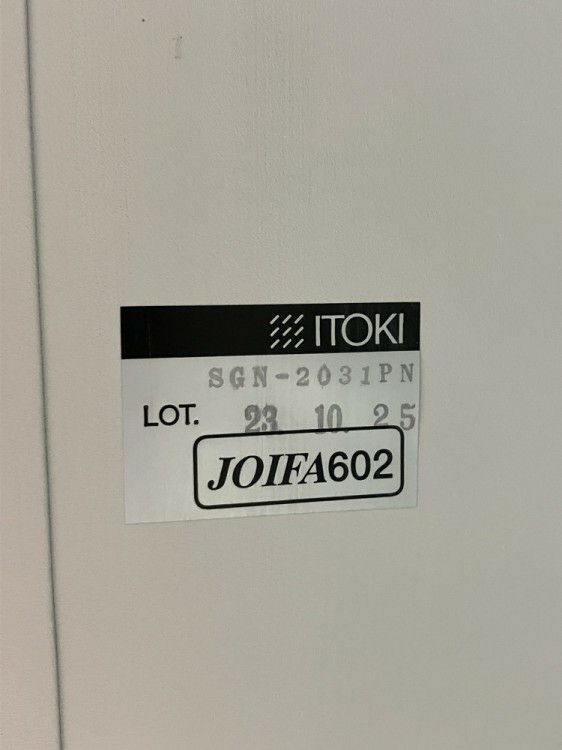 ITOKI
SGN-2031PN
LOT. 23. 10. 25
JOIFA602